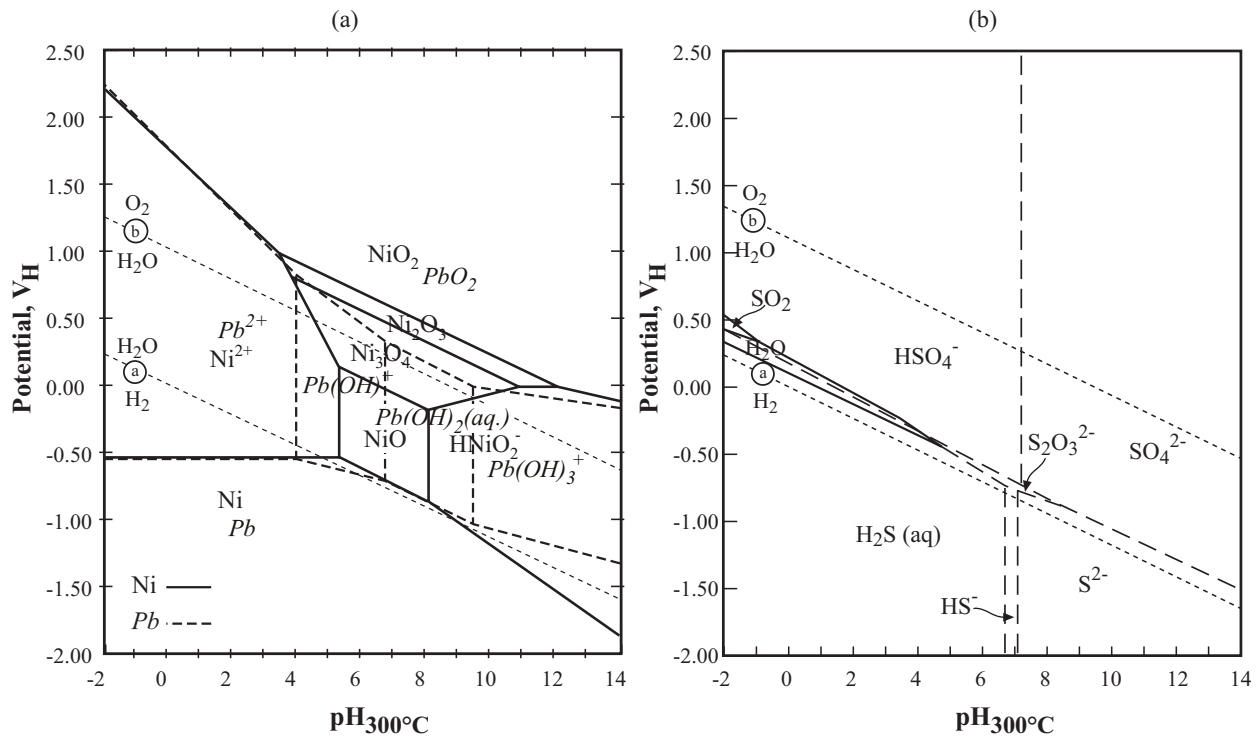 (a)
2.50
2.00
1.50
1.00
0.50
0.00
-0.50
-1.00
-1.50
-2.00
Potential, V_H
O₂
b
H₂O
H₂O
a
H₂
Pb²⁺
Ni²⁺
NiO₂
PbO₂
Ni₂O₃
Ni₃O₄
Pb(OH)⁺
Pb(OH)₂(aq.)
NiO
HNiO₂⁻
Pb(OH)₃⁺
Ni
Pb
Ni
Pb
-2 0 2 4 6 8 10 12 14
pH₃₀₀°C
(b)
2.50
2.00
1.50
1.00
0.50
0.00
-0.50
-1.00
-1.50
-2.00
Potential, V_H
O₂
b
H₂O
SO₂
H₂O
a
H₂
HSO₄⁻
S₂O₃²⁻
SO₄²⁻
H₂S (aq)
S²⁻
HS⁻
-2 0 2 4 6 8 10 12 14
pH₃₀₀°C